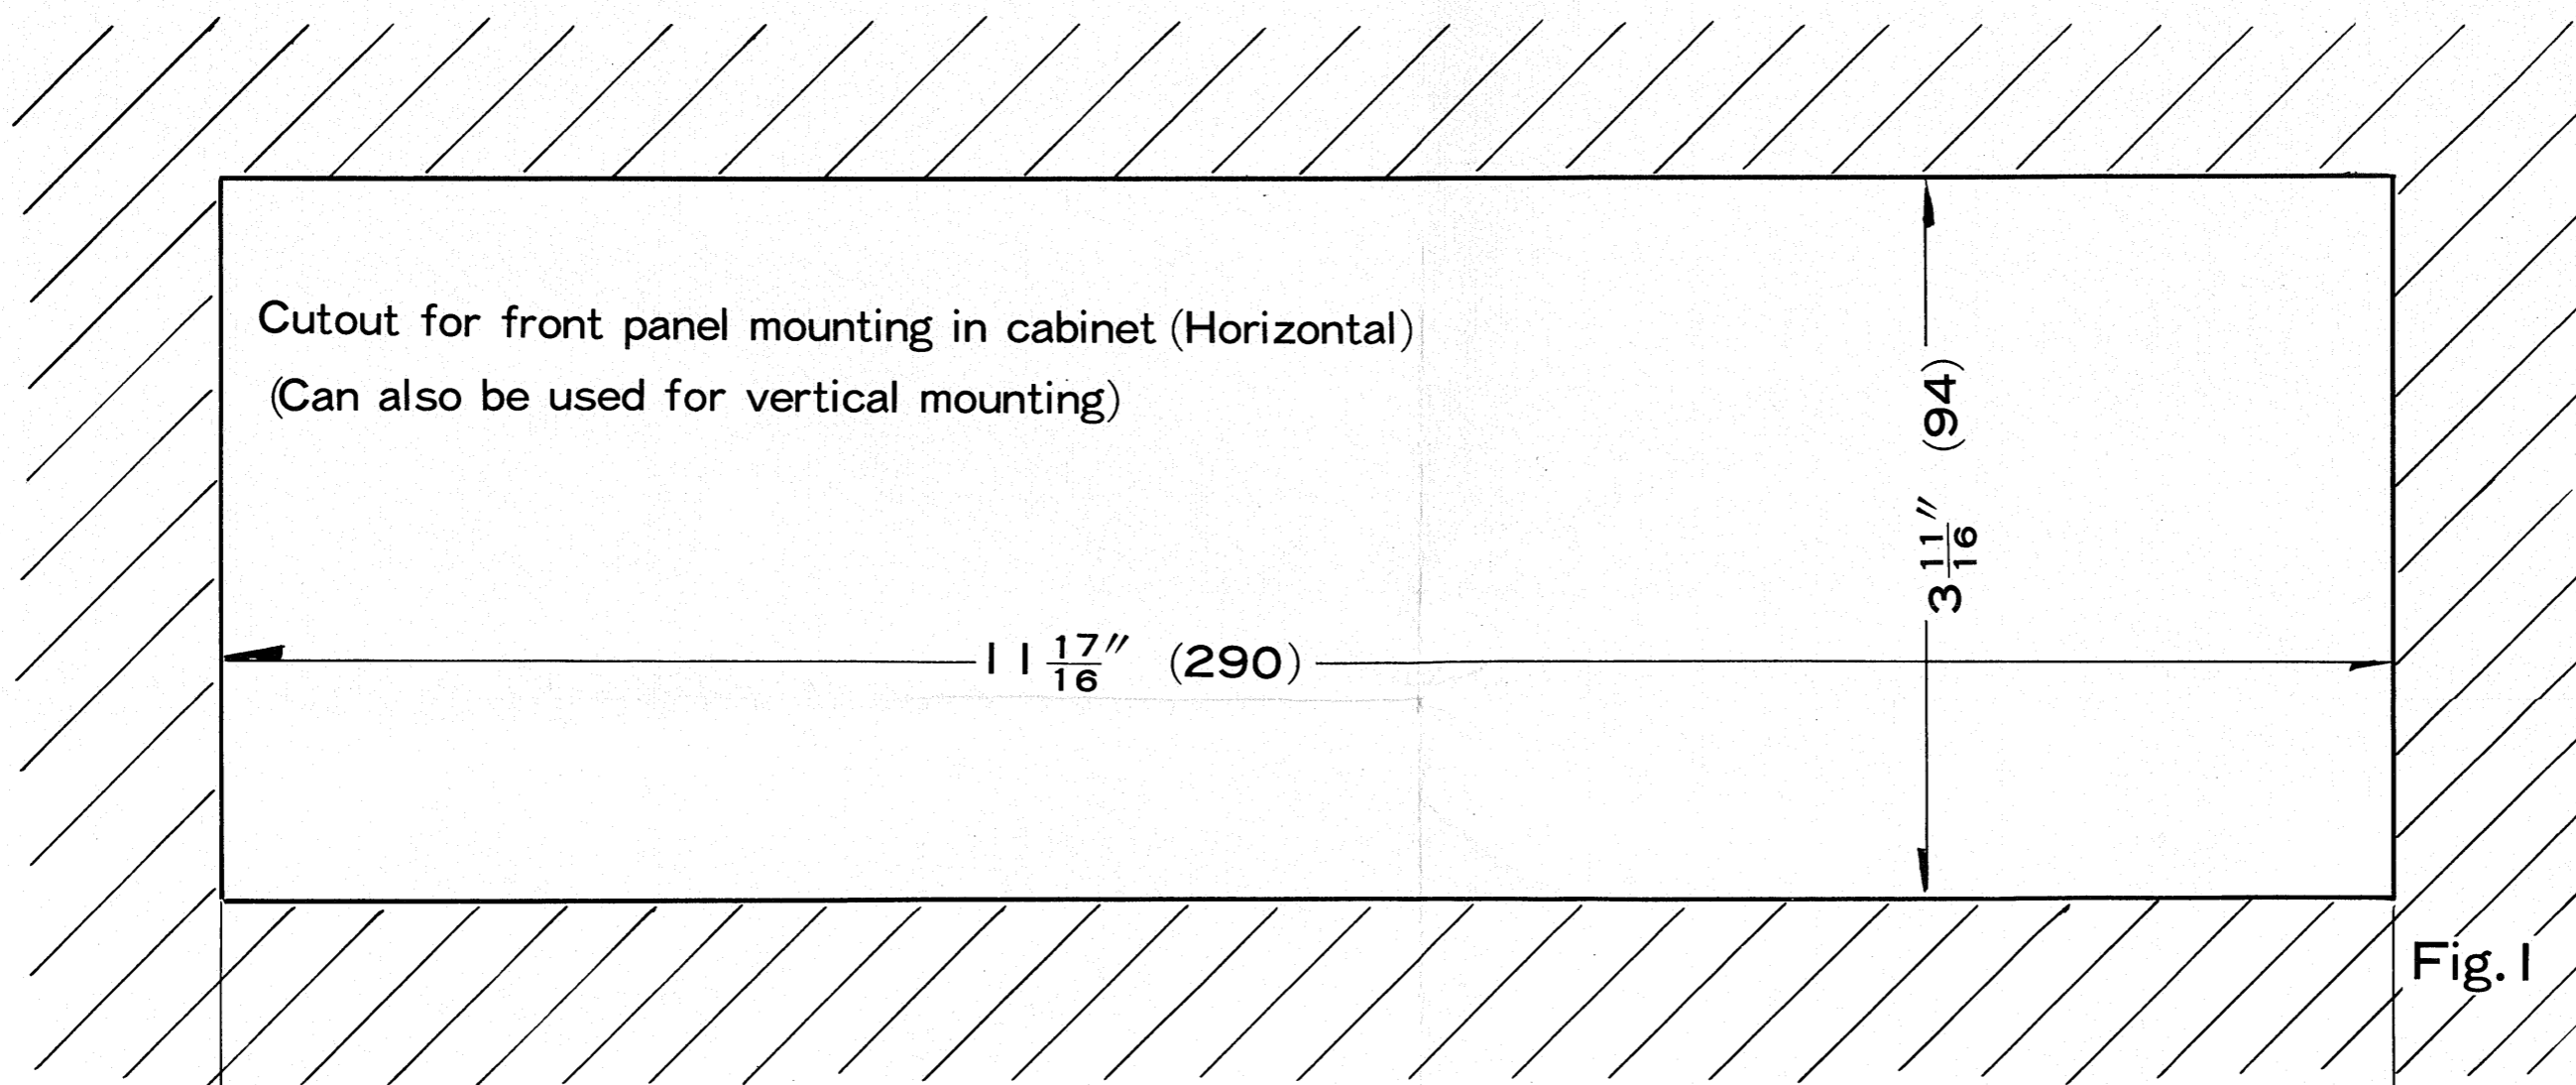 Cutout for front panel mounting in cabinet (Horizontal)
(Can also be used for vertical mounting)
3 11/16″ (94)
11 17/16″ (290)
Fig. 1